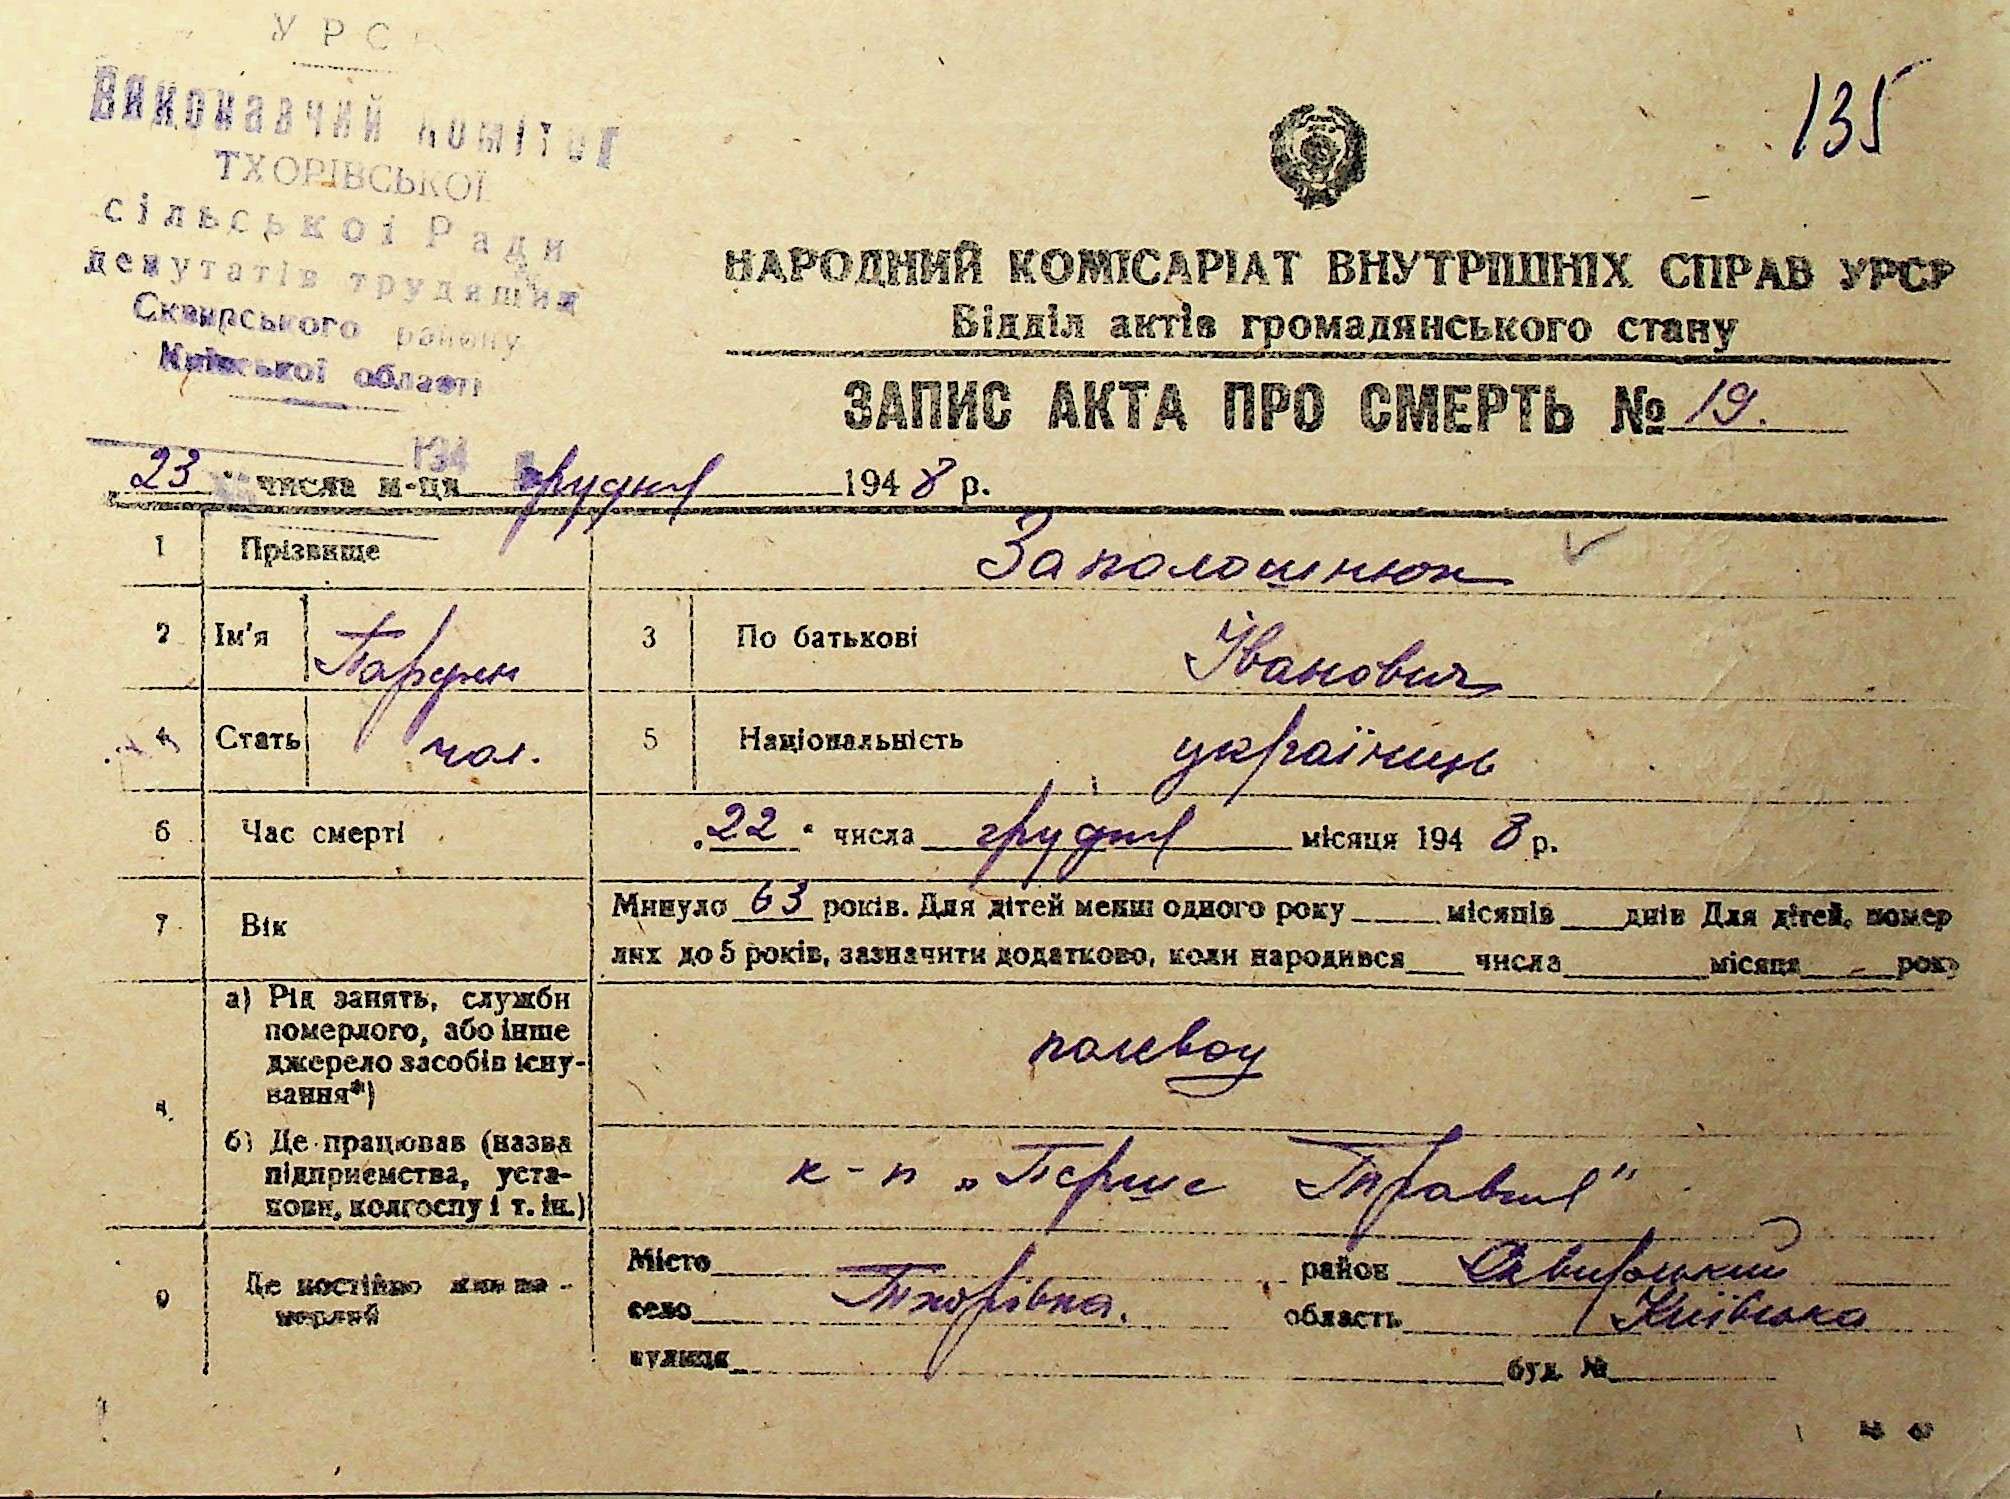 УРСР
Виконавчий комітет
ТХОРІВСЬКОЇ
сільської Ради
депутатів трудящих
Сквирського району
Київської області
135
НАРОДНИЙ КОМІСАРІАТ ВНУТРІШНІХ СПРАВ УРСР
Відділ актів громадянського стану
ЗАПИС АКТА ПРО СМЕРТЬ № 19.
194
„ 23 " числа м-ця грудня 1948 р.
1 Прізвище Заполошнюк
2 Ім'я Парфен 3 По батькові Іванович
4 Стать чол. 5 Національність українець
6 Час смерті „22" числа грудня місяця 1948 р.
7 Вік Минуло 63 років. Для дітей менш одного року місяців днів Для дітей, помер
лих до 5 років, зазначити додатково, коли народився числа місяця року
8 а) Рід занять, служби
померлого, або інше
джерело засобів існу-
вання*) полевод
б) Де працював (назва
підприємства, уста-
нови, колгоспу і т. ін.) к-п „Перше Травня"
9 Де постійно жив по-
мерлий
Місто район Сквирський
село Тхорівка. область Київська
вулиця буд. №